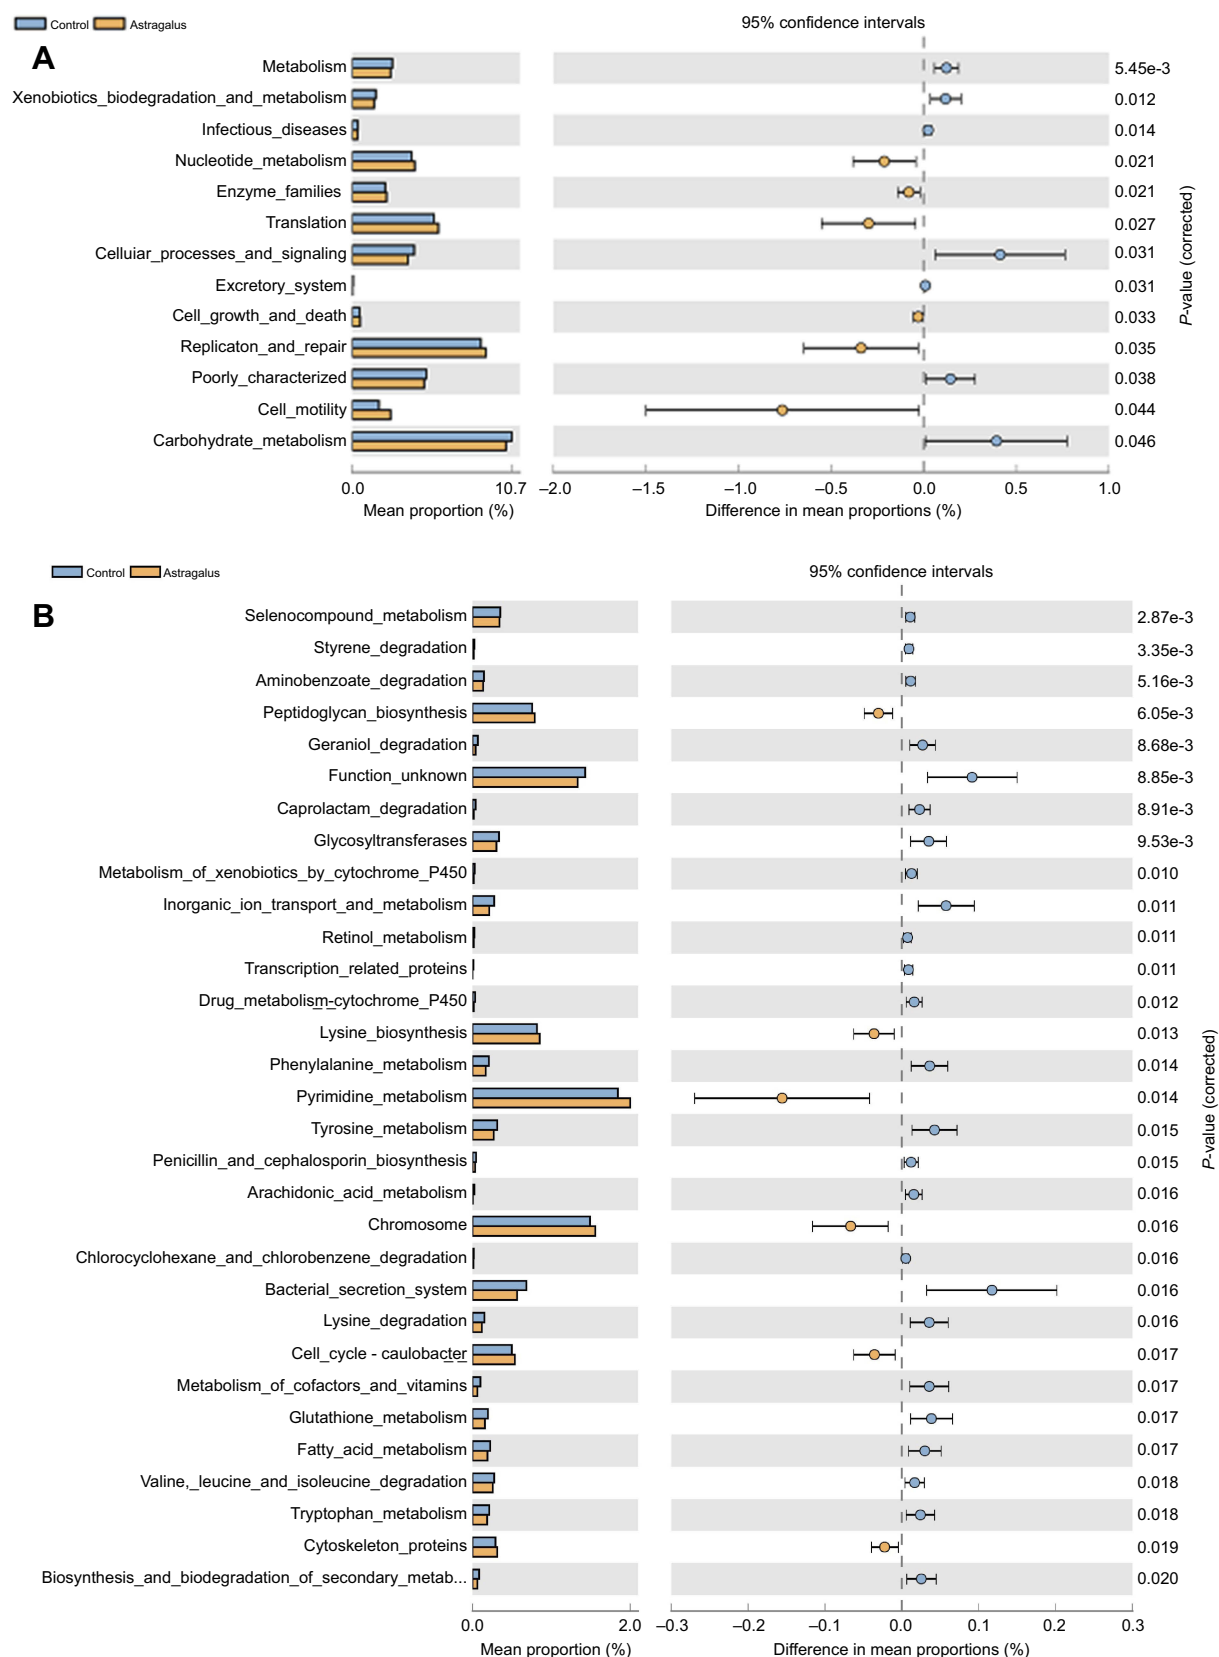 Control Astragalus
95% confidence intervals
A
Metabolism 5.45e-3
Xenobiotics_biodegradation_and_metabolism 0.012
Infectious_diseases 0.014
Nucleotide_metabolism 0.021
Enzyme_families 0.021
Translation 0.027
Celluiar_processes_and_signaling 0.031
Excretory_system 0.031
Cell_growth_and_death 0.033
Replicaton_and_repair 0.035
Poorly_characterized 0.038
Cell_motility 0.044
Carbohydrate_metabolism 0.046
P-value (corrected)
0.0 10.7 –2.0 –1.5 –1.0 –0.5 0.0 0.5 1.0
Mean proportion (%) Difference in mean proportions (%)
Control Astragalus
95% confidence intervals
B
Selenocompound_metabolism 2.87e-3
Styrene_degradation 3.35e-3
Aminobenzoate_degradation 5.16e-3
Peptidoglycan_biosynthesis 6.05e-3
Geraniol_degradation 8.68e-3
Function_unknown 8.85e-3
Caprolactam_degradation 8.91e-3
Glycosyltransferases 9.53e-3
Metabolism_of_xenobiotics_by_cytochrome_P450 0.010
Inorganic_ion_transport_and_metabolism 0.011
Retinol_metabolism 0.011
Transcription_related_proteins 0.011
Drug_metabolism-cytochrome_P450 0.012
Lysine_biosynthesis 0.013
Phenylalanine_metabolism 0.014
Pyrimidine_metabolism 0.014
Tyrosine_metabolism 0.015
Penicillin_and_cephalosporin_biosynthesis 0.015
Arachidonic_acid_metabolism 0.016
Chromosome 0.016
Chlorocyclohexane_and_chlorobenzene_degradation 0.016
Bacterial_secretion_system 0.016
Lysine_degradation 0.016
Cell_cycle - caulobacter 0.017
Metabolism_of_cofactors_and_vitamins 0.017
Glutathione_metabolism 0.017
Fatty_acid_metabolism 0.017
Valine,_leucine_and_isoleucine_degradation 0.018
Tryptophan_metabolism 0.018
Cytoskeleton_proteins 0.019
Biosynthesis_and_biodegradation_of_secondary_metab... 0.020
P-value (corrected)
0.0 2.0 –0.3 –0.2 –0.1 0.0 0.1 0.2 0.3
Mean proportion (%) Difference in mean proportions (%)